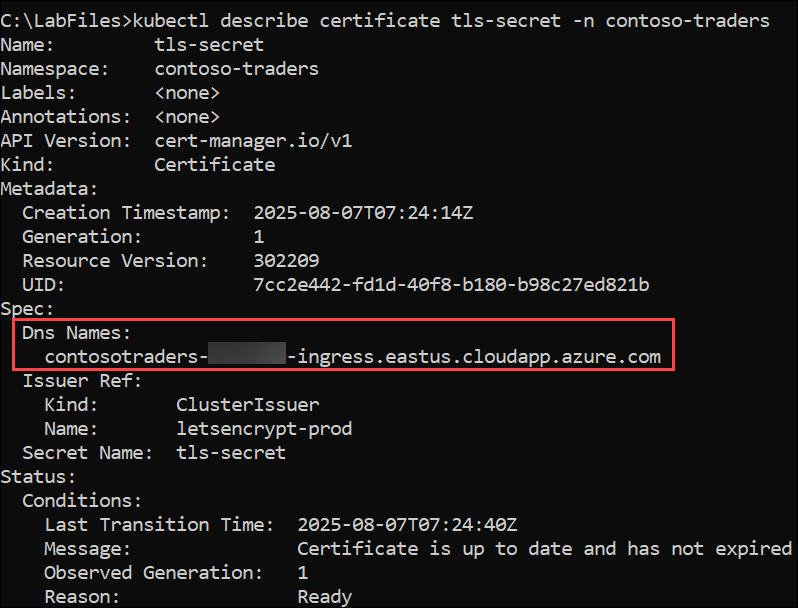 C:\LabFiles>kubectl describe certificate tls-secret -n contoso-traders
Name:         tls-secret
Namespace:    contoso-traders
Labels:       <none>
Annotations:  <none>
API Version:  cert-manager.io/v1
Kind:         Certificate
Metadata:
  Creation Timestamp:  2025-08-07T07:24:14Z
  Generation:          1
  Resource Version:    302209
  UID:                 7cc2e442-fd1d-40f8-b180-b98c27ed821b
Spec:
  Dns Names:
    contosotraders- -ingress.eastus.cloudapp.azure.com
  Issuer Ref:
    Kind:       ClusterIssuer
    Name:       letsencrypt-prod
  Secret Name:  tls-secret
Status:
  Conditions:
    Last Transition Time:  2025-08-07T07:24:40Z
    Message:               Certificate is up to date and has not expired
    Observed Generation:   1
    Reason:                Ready